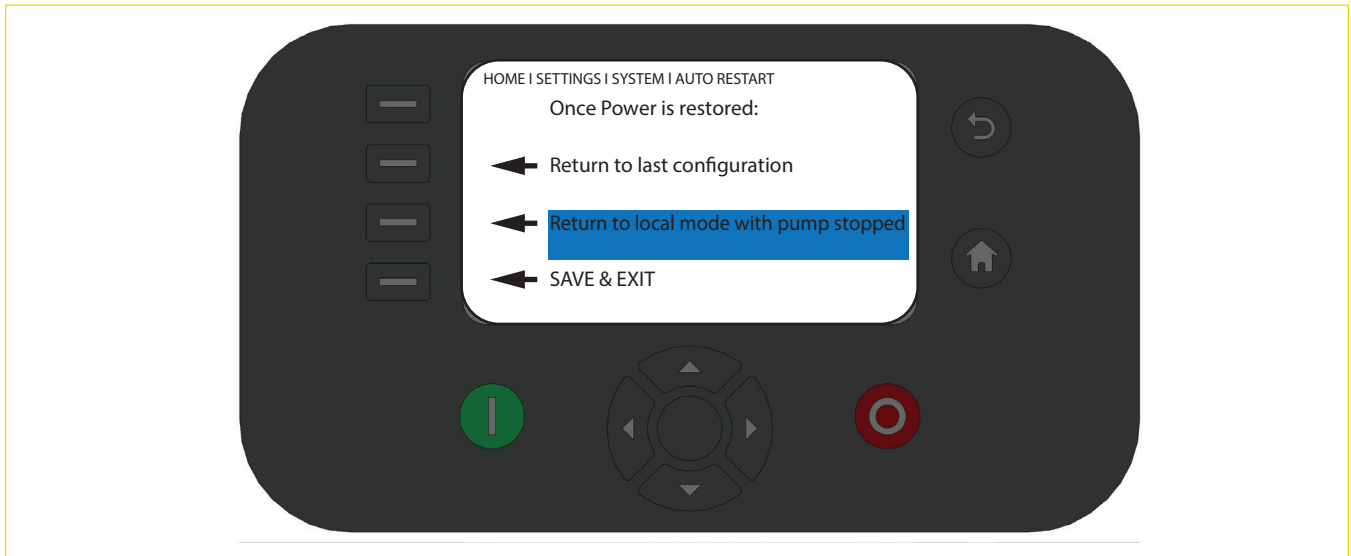 HOME I SETTINGS I SYSTEM I AUTO RESTART
Once Power is restored:
Return to last configuration
Return to local mode with pump stopped
SAVE & EXIT